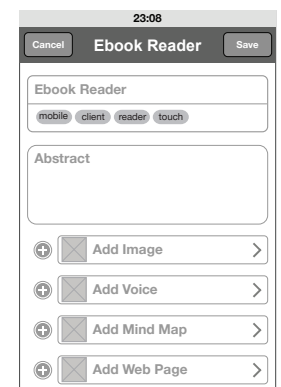 23:08
Cancel Ebook Reader Save
Ebook Reader
mobile client reader touch
Abstract
Add Image
Add Voice
Add Mind Map
Add Web Page